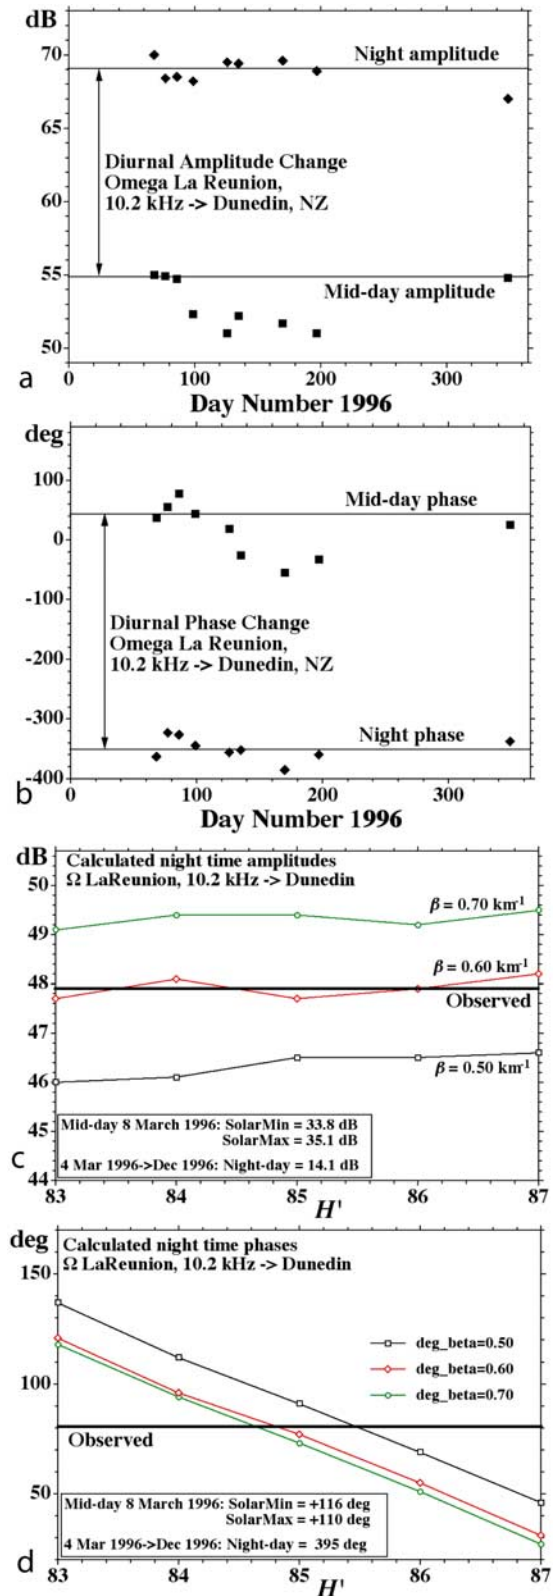 dB
70
65
60
55
50
Night amplitude
Diurnal Amplitude Change
Omega La Reunion,
10.2 kHz -> Dunedin, NZ
Mid-day amplitude
a
0
100
200
300
Day Number 1996
deg
100
0
-100
-200
-300
-400
Mid-day phase
Diurnal Phase Change
Omega La Reunion,
10.2 kHz -> Dunedin, NZ
Night phase
b
0
100
200
300
Day Number 1996
dB
50
49
48
47
46
45
44
Calculated night time amplitudes
Ω LaReunion, 10.2 kHz -> Dunedin
β = 0.70 km-1
β = 0.60 km-1
Observed
β = 0.50 km-1
Mid-day 8 March 1996: SolarMin = 33.8 dB
SolarMax = 35.1 dB
4 Mar 1996->Dec 1996: Night-day = 14.1 dB
c
83
84
85
86
87
H'
deg
150
100
50
Calculated night time phases
Ω LaReunion, 10.2 kHz -> Dunedin
deg_beta=0.50
deg_beta=0.60
deg_beta=0.70
Observed
Mid-day 8 March 1996: SolarMin = +116 deg
SolarMax = +110 deg
4 Mar 1996->Dec 1996: Night-day = 395 deg
d
83
84
85
86
87
H'